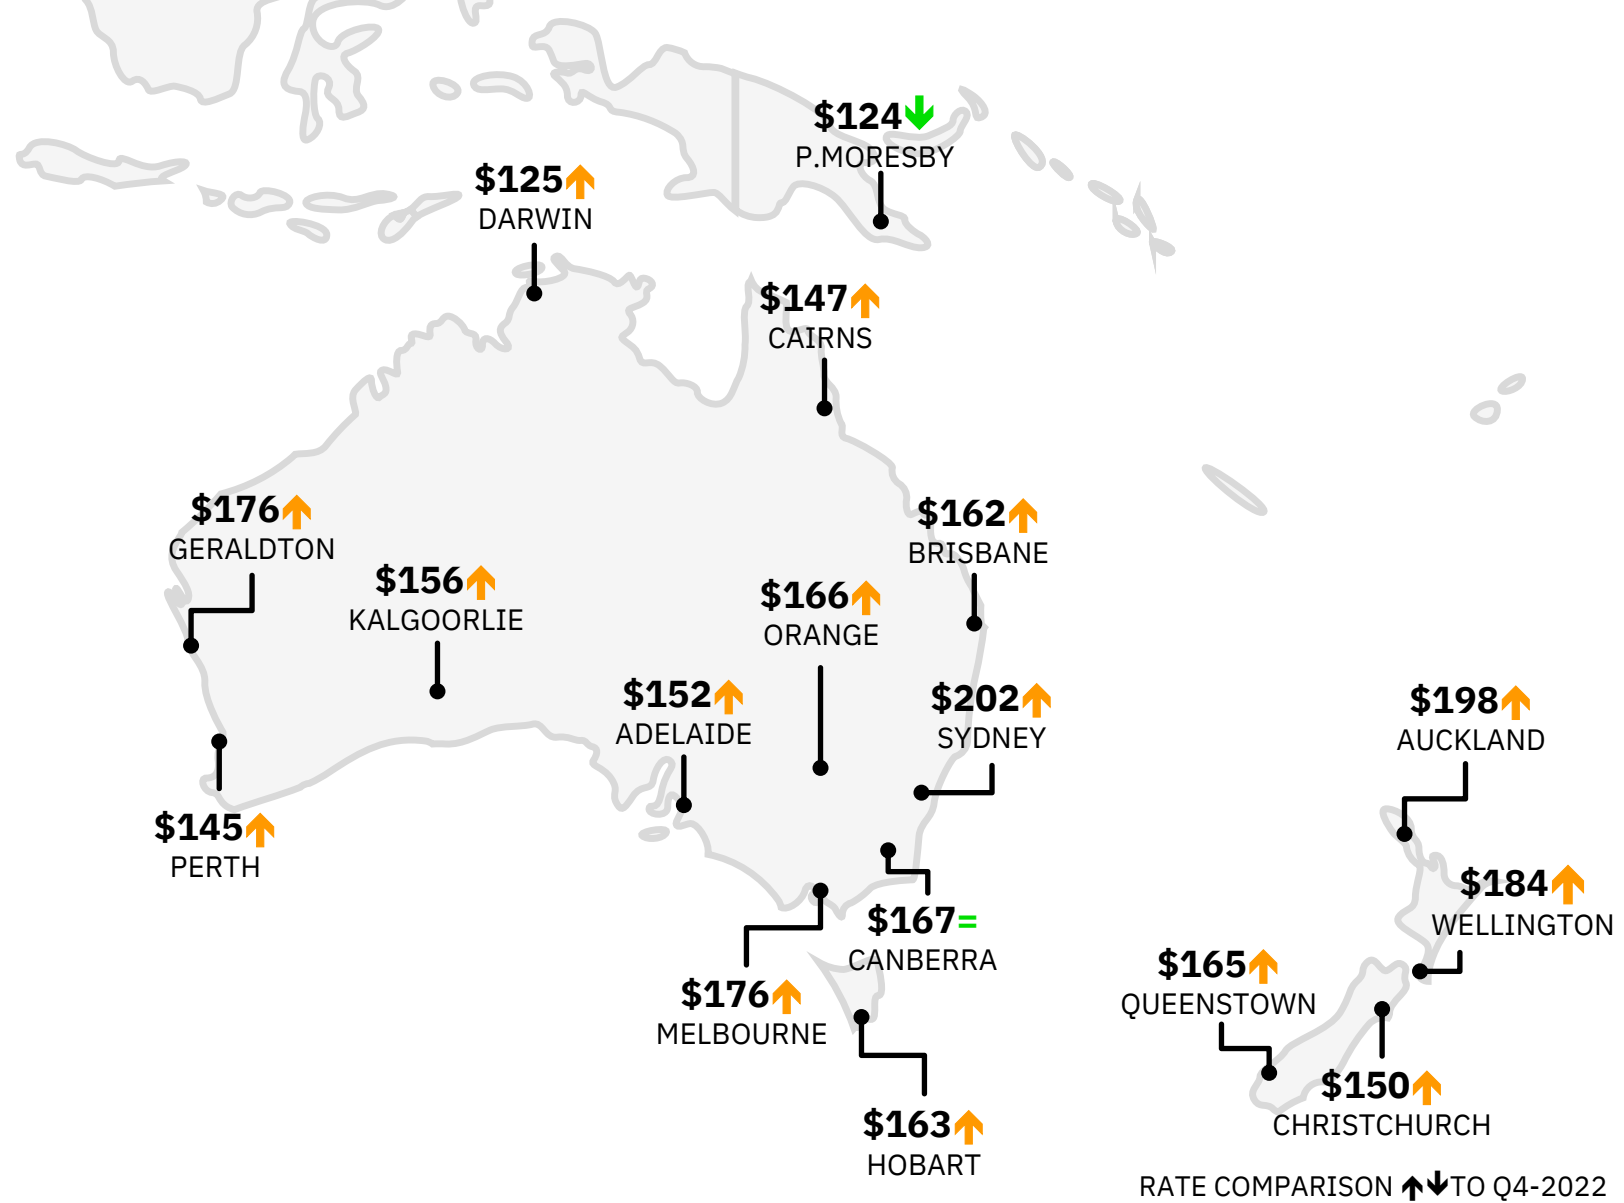 $124↓
P.MORESBY
$125↑
DARWIN
$147↑
CAIRNS
$176↑
GERALDTON
$162↑
BRISBANE
$156↑
KALGOORLIE
$166↑
ORANGE
$152↑
ADELAIDE
$202↑
SYDNEY
$198↑
AUCKLAND
$145↑
PERTH
$184↑
WELLINGTON
$167=
CANBERRA
$165↑
QUEENSTOWN
$176↑
MELBOURNE
$150↑
CHRISTCHURCH
$163↑
HOBART
RATE COMPARISON ↑↓TO Q4-2022